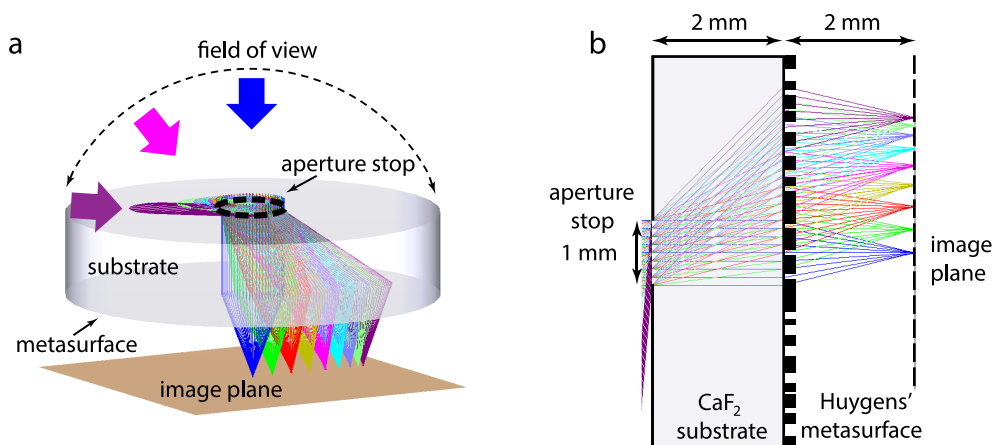 a
field of view
aperture stop
substrate
metasurface
image plane
b
2 mm
2 mm
aperture
stop
1 mm
image
plane
CaF₂
substrate
Huygens'
metasurface